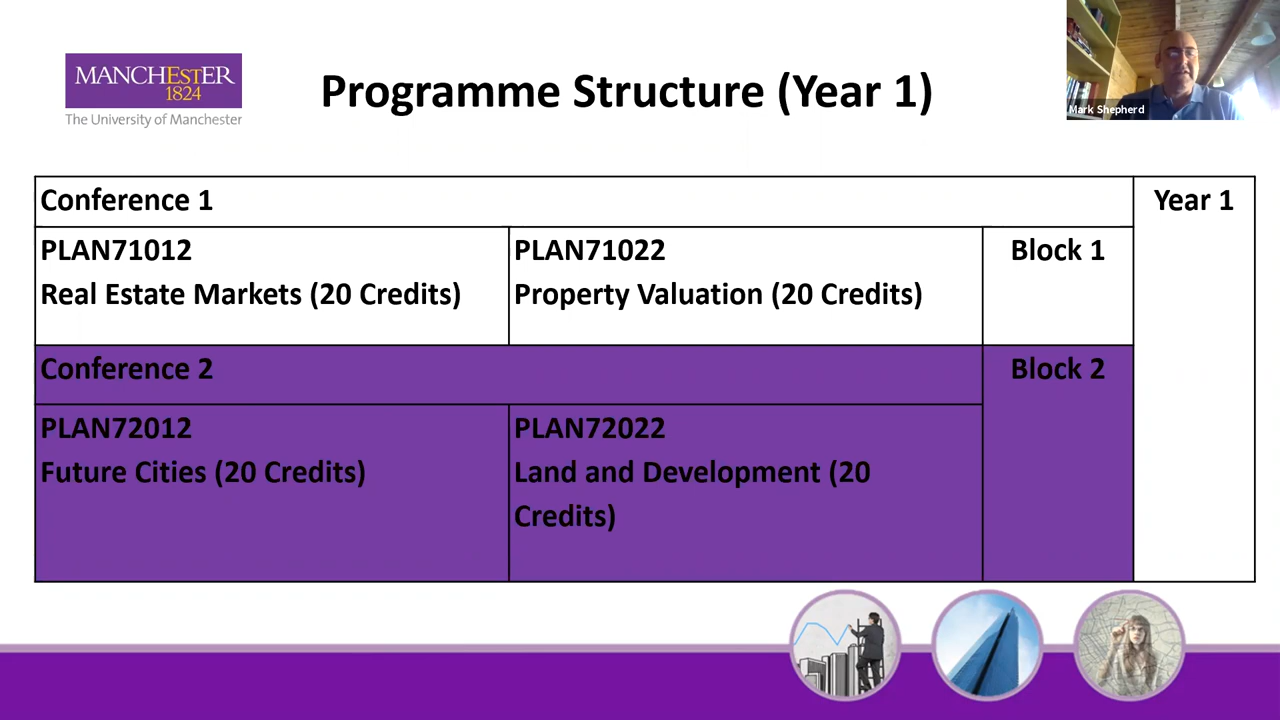 MANCHESTER
1824
The University of Manchester
Programme Structure (Year 1)
Mark Shepherd
Conference 1
Year 1
PLAN71012
Real Estate Markets (20 Credits)
PLAN71022
Property Valuation (20 Credits)
Block 1
Conference 2
Block 2
PLAN72012
Future Cities (20 Credits)
PLAN72022
Land and Development (20
Credits)